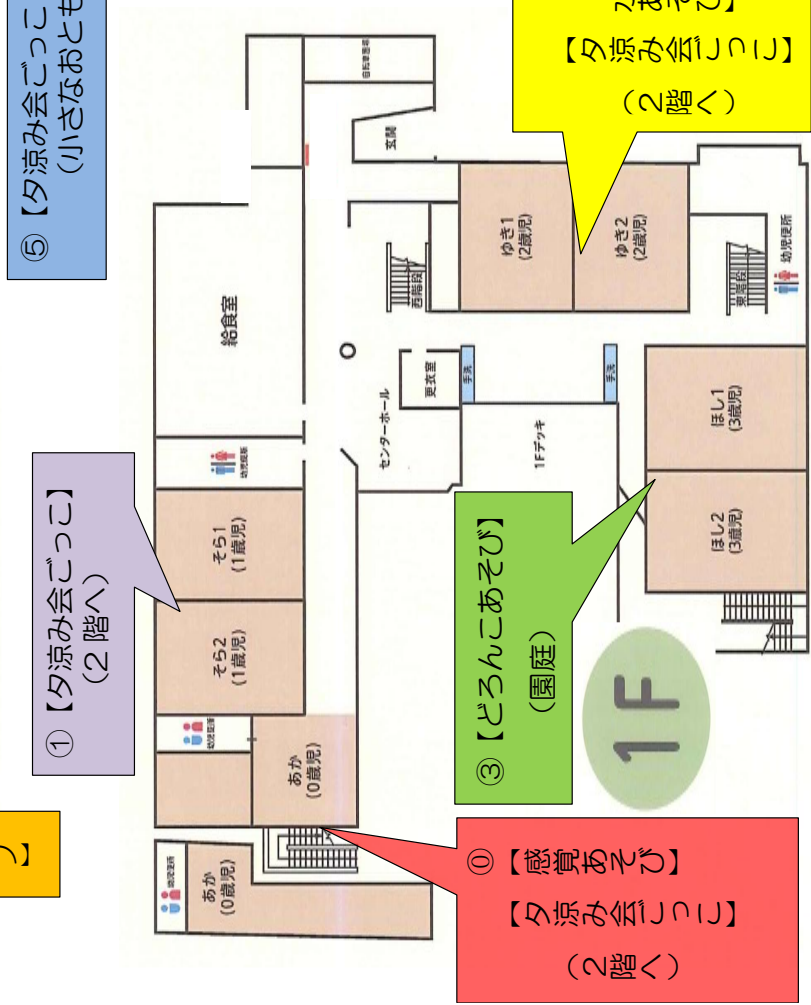 ⑤【夕涼み会ごっこ
(小さなおとも
①【夕涼み会ごっこ】
(2階へ)
⓪【感覚あそび】
【夕涼み会ごっこ】
(2階へ)
③【どろんこあそび】
(園庭)
あそび】
【夕涼み会ごっこ】
(2階へ)
幼児便所
あか
(0歳児)
幼児便所
あか
(0歳児)
そら2
(1歳児)
そら1
(1歳児)
幼児便所
給食室
自転車置場
玄関
センターホール
更衣室
西階段
手洗
1Fデッキ
手洗
ゆき1
(2歳児)
ゆき2
(2歳児)
東階段
幼児便所
ほし2
(3歳児)
ほし1
(3歳児)
1F